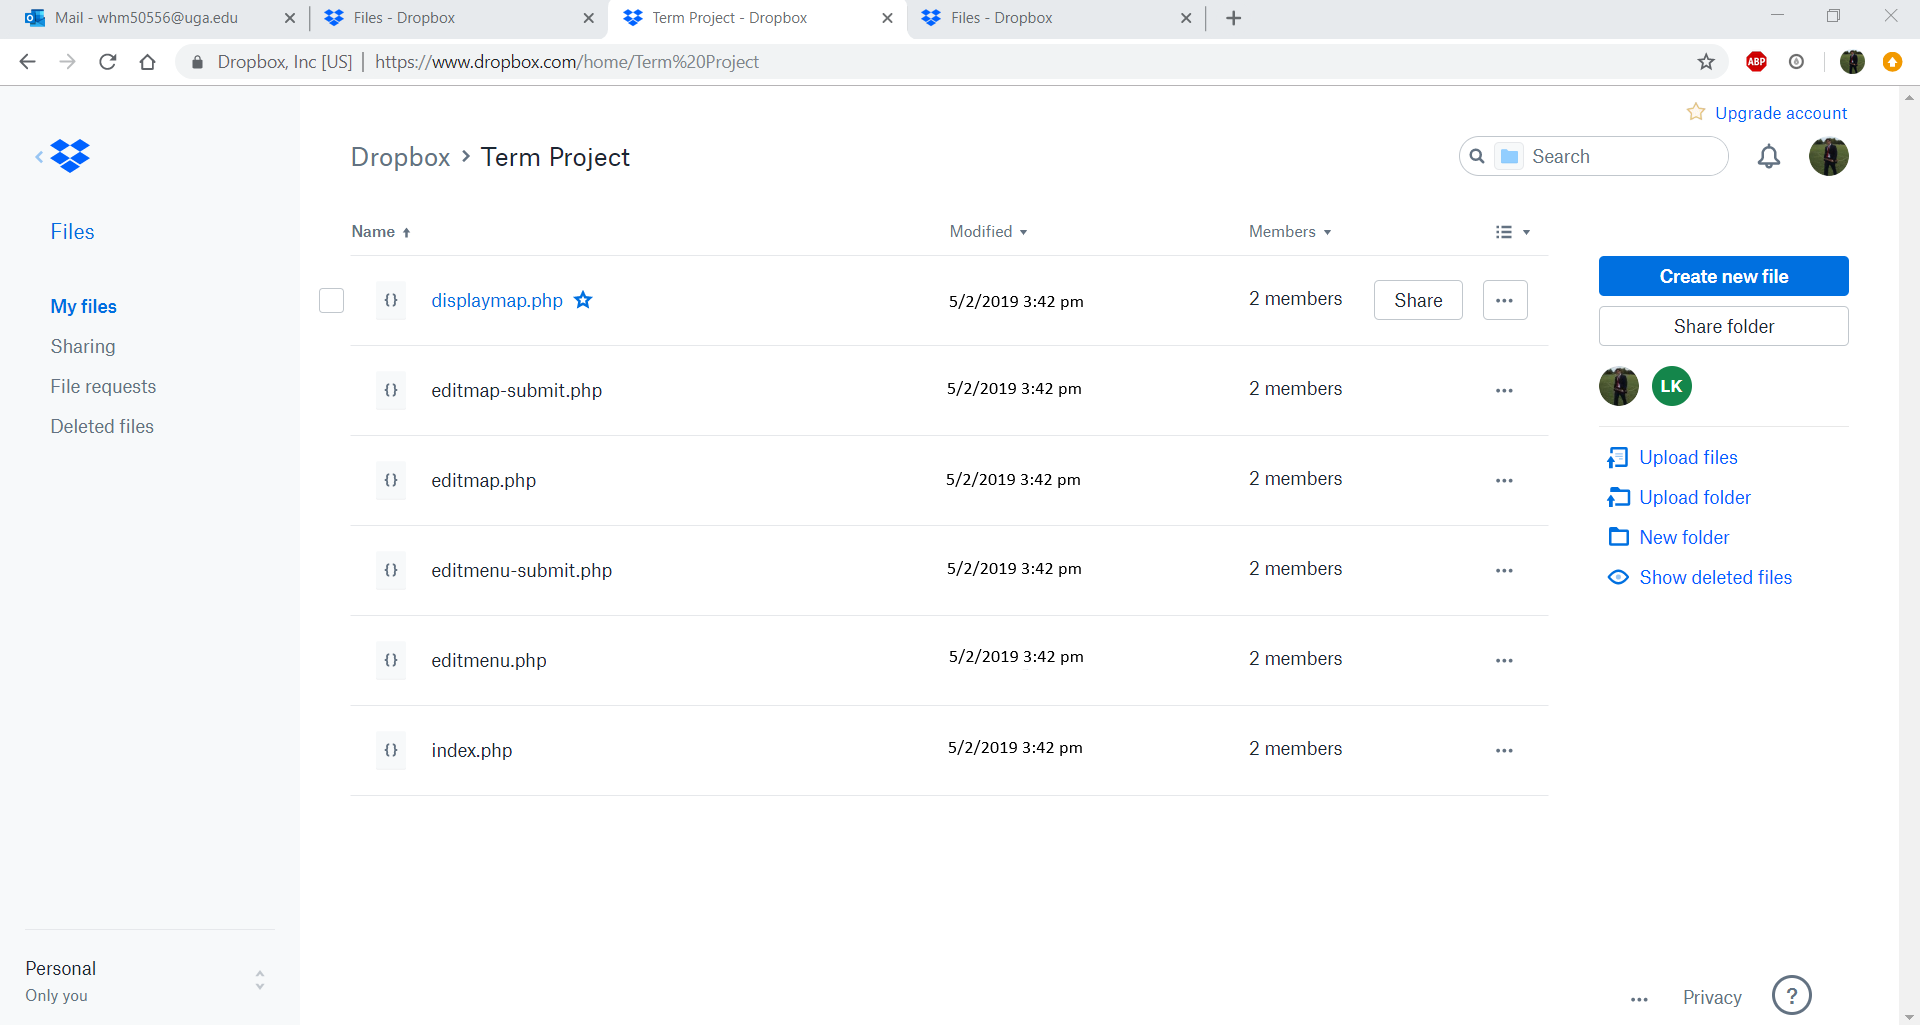 Mail - whm50556@uga.edu
Files - Dropbox
Term Project - Dropbox
Files - Dropbox
Dropbox, Inc [US] | https://www.dropbox.com/home/Term%20Project
ABP
Upgrade account
Dropbox › Term Project
Search
Files
My files
Sharing
File requests
Deleted files
Name Modified Members
displaymap.php 5/2/2019 3:42 pm 2 members Share ...
{} editmap-submit.php 5/2/2019 3:42 pm 2 members ...
{} editmap.php 5/2/2019 3:42 pm 2 members ...
{} editmenu-submit.php 5/2/2019 3:42 pm 2 members ...
{} editmenu.php 5/2/2019 3:42 pm 2 members ...
{} index.php 5/2/2019 3:42 pm 2 members ...
Create new file
Share folder
LK
Upload files
Upload folder
New folder
Show deleted files
Personal
Only you
... Privacy ?